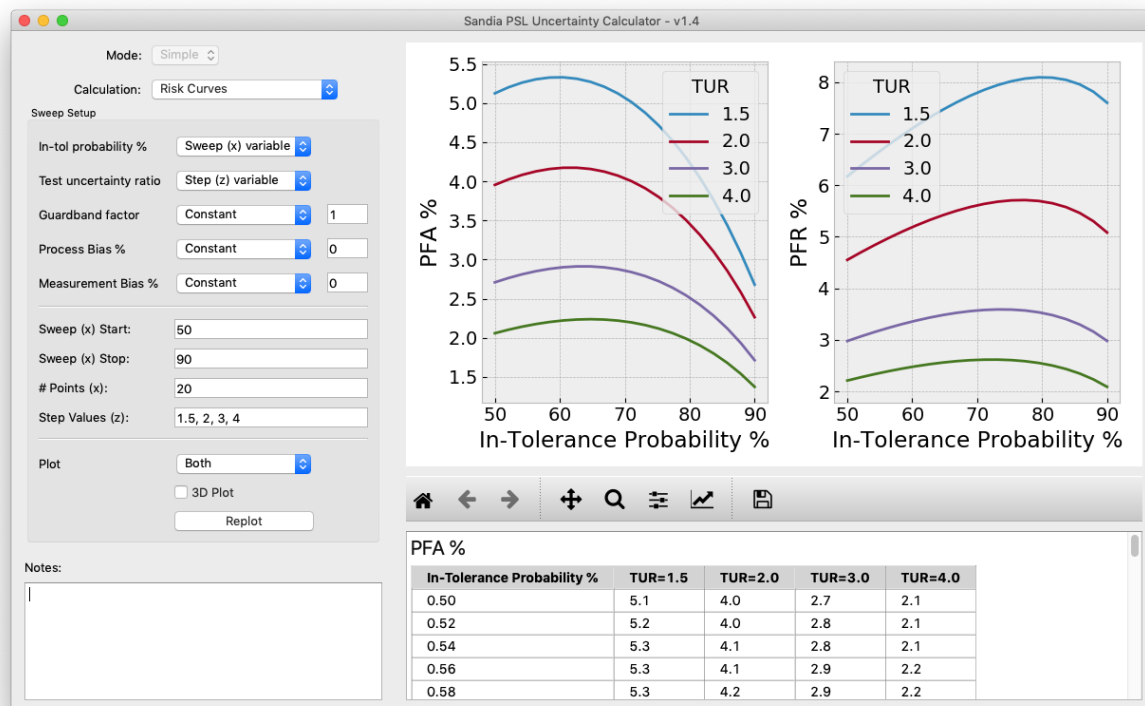 Sandia PSL Uncertainty Calculator - v1.4
Mode: Simple
Calculation: Risk Curves
Sweep Setup
In-tol probability % Sweep (x) variable
Test uncertainty ratio Step (z) variable
Guardband factor Constant 1
Process Bias % Constant 0
Measurement Bias % Constant 0
Sweep (x) Start: 50
Sweep (x) Stop: 90
# Points (x): 20
Step Values (z): 1.5, 2, 3, 4
Plot Both
3D Plot
Replot
Notes:
PFA %
5.5
5.0
4.5
4.0
3.5
3.0
2.5
2.0
1.5
TUR
1.5
2.0
3.0
4.0
50 60 70 80 90
In-Tolerance Probability %
PFR %
8
7
6
5
4
3
2
TUR
1.5
2.0
3.0
4.0
50 60 70 80 90
In-Tolerance Probability %
PFA %
In-Tolerance Probability % TUR=1.5 TUR=2.0 TUR=3.0 TUR=4.0
0.50 5.1 4.0 2.7 2.1
0.52 5.2 4.0 2.8 2.1
0.54 5.3 4.1 2.8 2.1
0.56 5.3 4.1 2.9 2.2
0.58 5.3 4.2 2.9 2.2